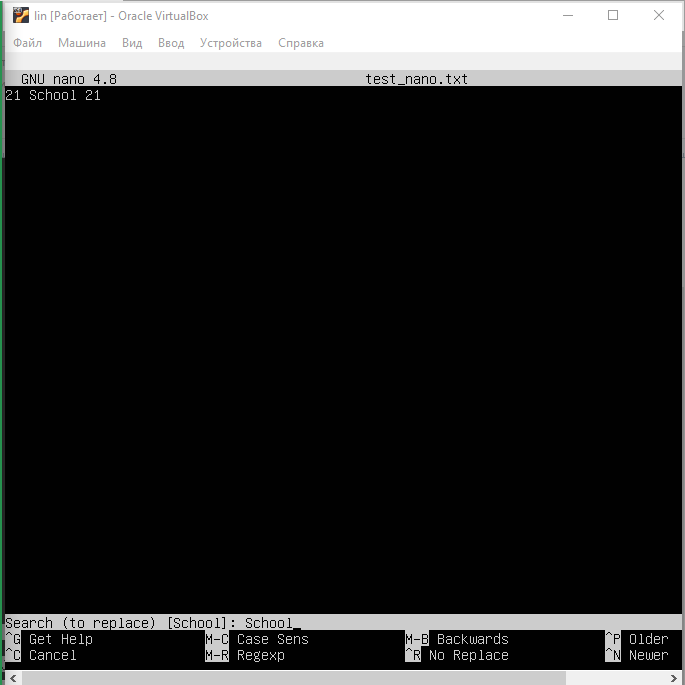 lin [Работает] - Oracle VirtualBox
Файл Машина Вид Ввод Устройства Справка
GNU nano 4.8 test_nano.txt
21 School 21
Search (to replace) [School]: School_
^G Get Help M-C Case Sens M-B Backwards ^P Older
^C Cancel M-R Regexp ^R No Replace ^N Newer